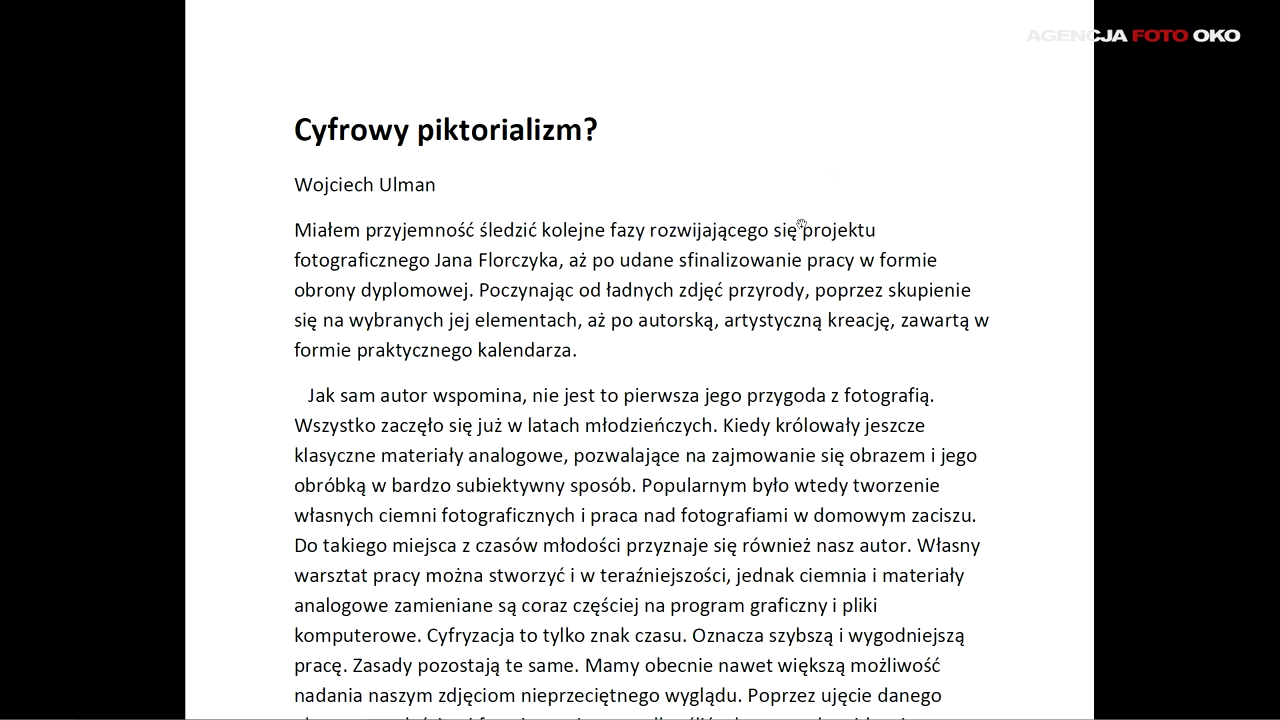 AGENCJA FOTO OKO
Cyfrowy piktorializm?
Wojciech Ulman
Miałem przyjemność śledzić kolejne fazy rozwijającego się projektu
fotograficznego Jana Florczyka, aż po udane sfinalizowanie pracy w formie
obrony dyplomowej. Poczynając od ładnych zdjęć przyrody, poprzez skupienie
się na wybranych jej elementach, aż po autorską, artystyczną kreację, zawartą w
formie praktycznego kalendarza.
Jak sam autor wspomina, nie jest to pierwsza jego przygoda z fotografią.
Wszystko zaczęło się już w latach młodzieńczych. Kiedy królowały jeszcze
klasyczne materiały analogowe, pozwalające na zajmowanie się obrazem i jego
obróbką w bardzo subiektywny sposób. Popularnym było wtedy tworzenie
własnych ciemni fotograficznych i praca nad fotografiami w domowym zaciszu.
Do takiego miejsca z czasów młodości przyznaje się również nasz autor. Własny
warsztat pracy można stworzyć i w teraźniejszości, jednak ciemnia i materiały
analogowe zamieniane są coraz częściej na program graficzny i pliki
komputerowe. Cyfryzacja to tylko znak czasu. Oznacza szybszą i wygodniejszą
pracę. Zasady pozostają te same. Mamy obecnie nawet większą możliwość
nadania naszym zdjęciom nieprzeciętnego wyglądu. Poprzez ujęcie danego